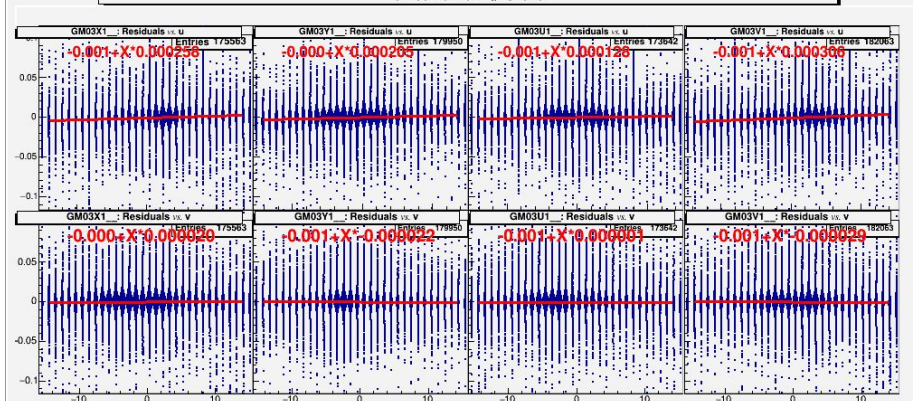 GM03X1__: Residuals vs. u
Entries 175563
-0.001+X*0.000258
GM03Y1__: Residuals vs. u
Entries 179950
-0.000+X*0.000205
GM03U1__: Residuals vs. u
Entries 173642
-0.001+X*0.000128
GM03V1__: Residuals vs. u
Entries 182063
-0.001+X*0.000306
0.05
0
-0.05
-0.1
GM03X1__: Residuals vs. v
Entries 175563
-0.000+X*0.000020
GM03Y1__: Residuals vs. v
Entries 179950
-0.001+X*-0.000022
GM03U1__: Residuals vs. v
Entries 173642
-0.001+X*0.000001
GM03V1__: Residuals vs. v
Entries 182063
-0.001+X*-0.000029
0.05
0
-0.05
-0.1
-10 0 10 -10 0 10 -10 0 10 -10 0 10